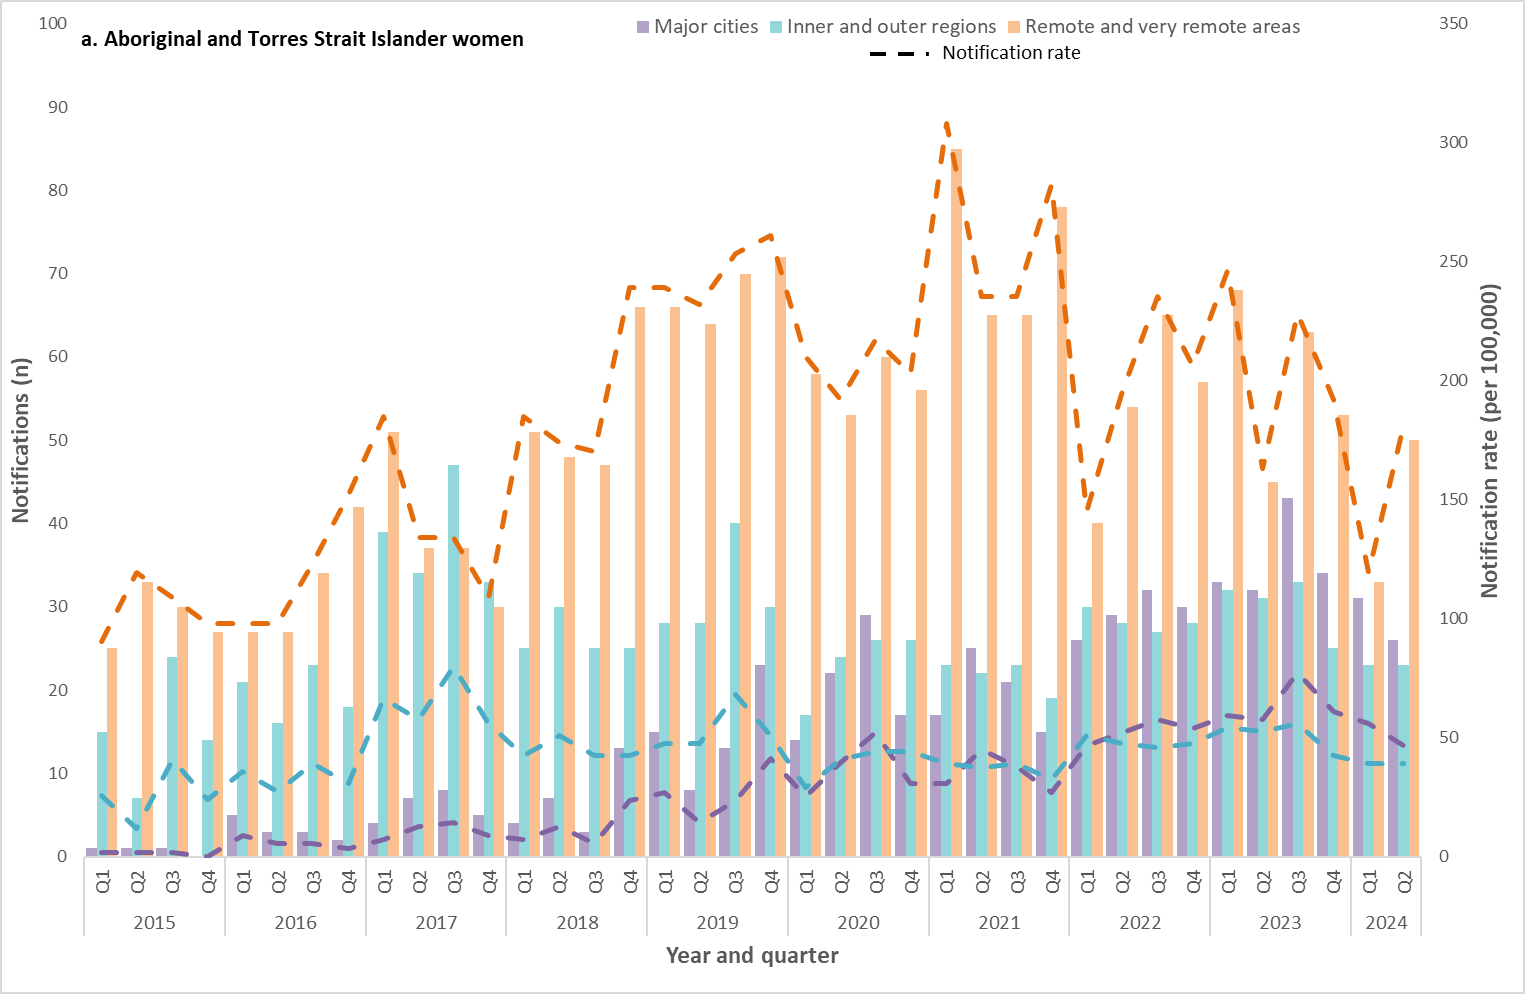 a. Aboriginal and Torres Strait Islander women
Major cities Inner and outer regions Remote and very remote areas
Notification rate
Notifications (n)
100
90
80
70
60
50
40
30
20
10
0
350
300
250
200
150
100
50
0
Notification rate (per 100,000)
Q1 Q2 Q3 Q4 Q1 Q2 Q3 Q4 Q1 Q2 Q3 Q4 Q1 Q2 Q3 Q4 Q1 Q2 Q3 Q4 Q1 Q2 Q3 Q4 Q1 Q2 Q3 Q4 Q1 Q2 Q3 Q4 Q1 Q2 Q3 Q4 Q1 Q2
2015 2016 2017 2018 2019 2020 2021 2022 2023 2024
Year and quarter